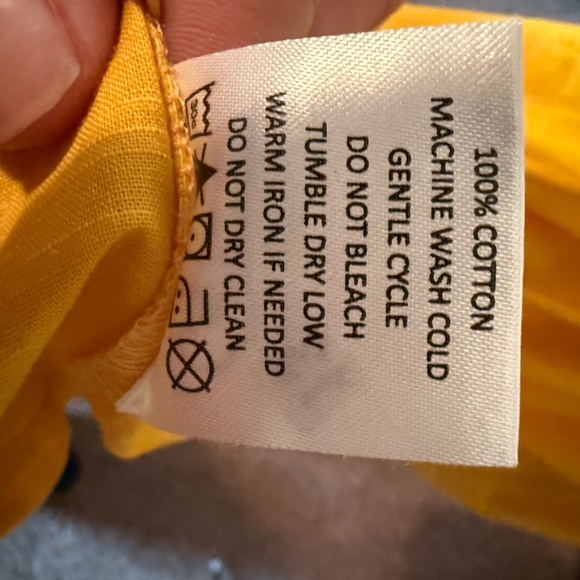 100% COTTON
MACHINE WASH COLD
GENTLE CYCLE
DO NOT BLEACH
TUMBLE DRY LOW
WARM IRON IF NEEDED
DO NOT DRY CLEAN